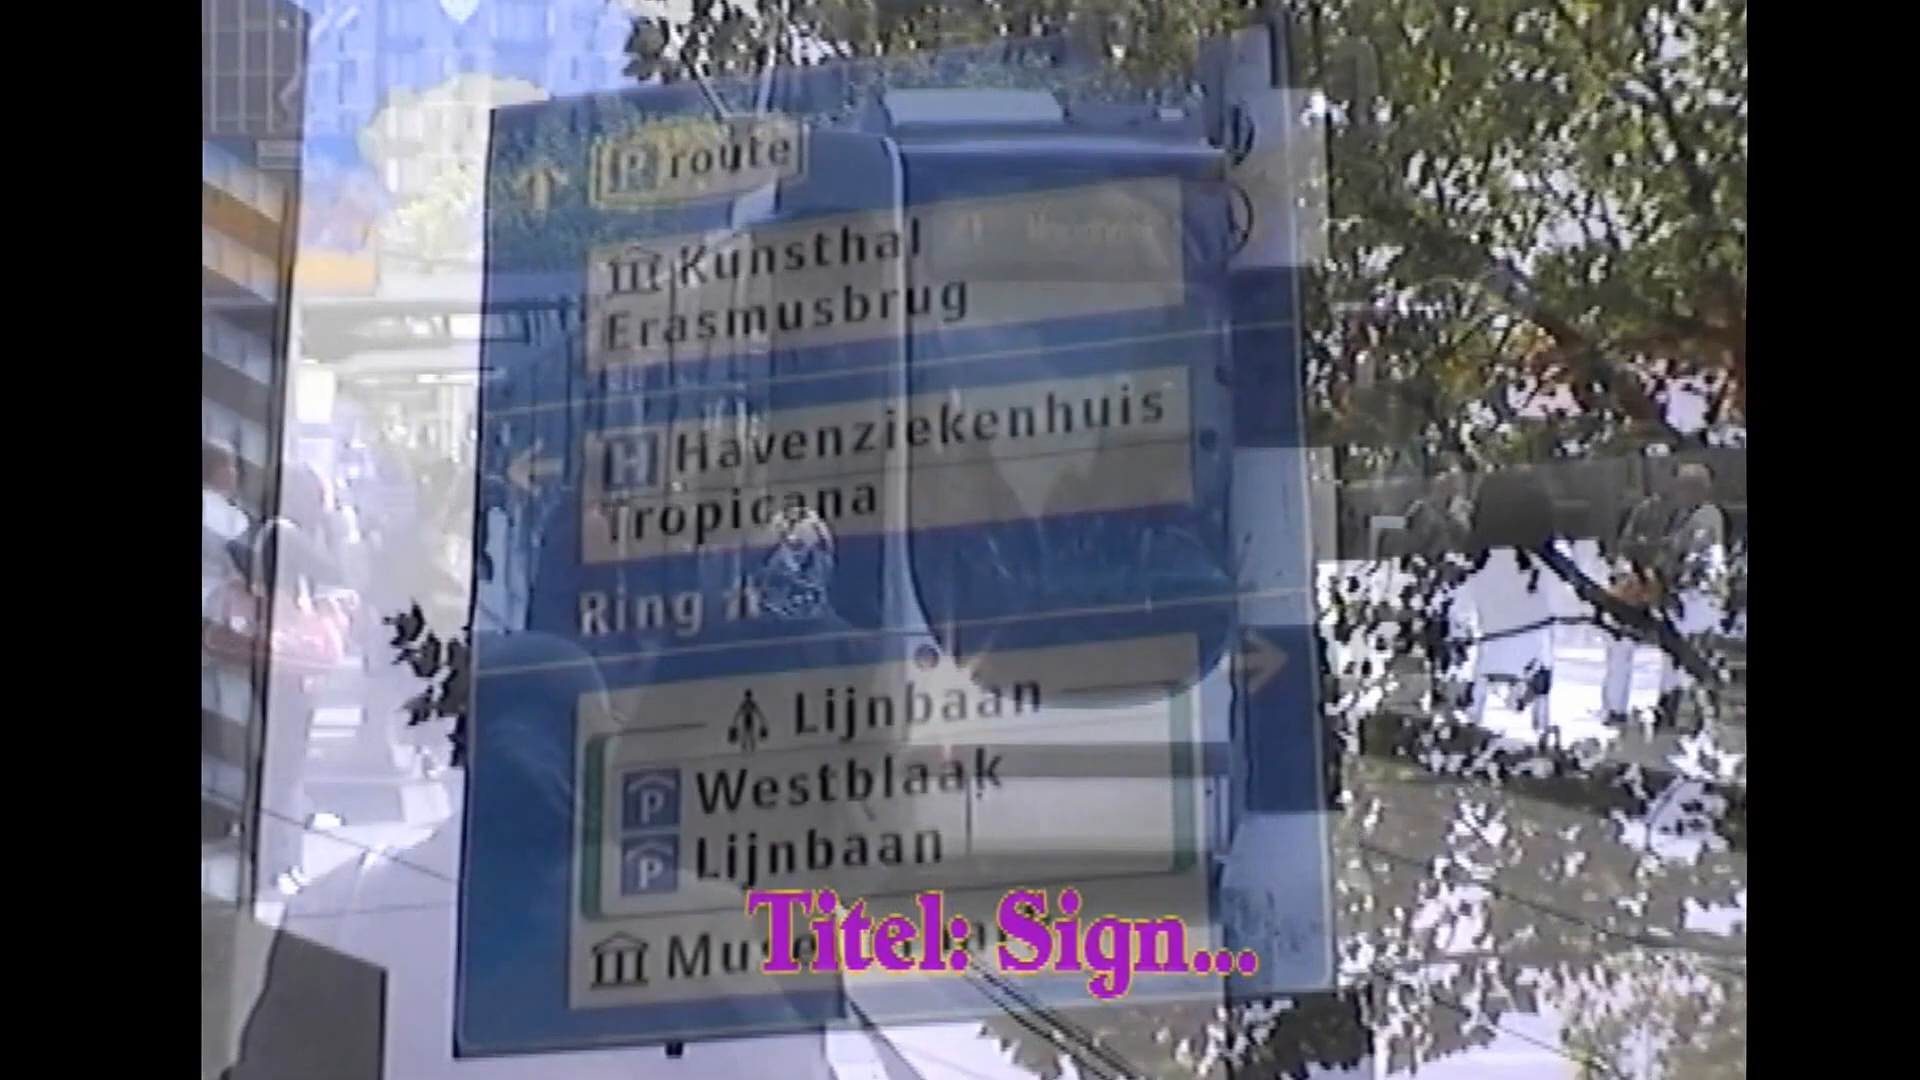 P route
Kunsthal
Erasmusbrug
H Havenziekenhuis
Tropicana
Ring
Lijnbaan
P Westblaak
P Lijnbaan
Titel: Sign...